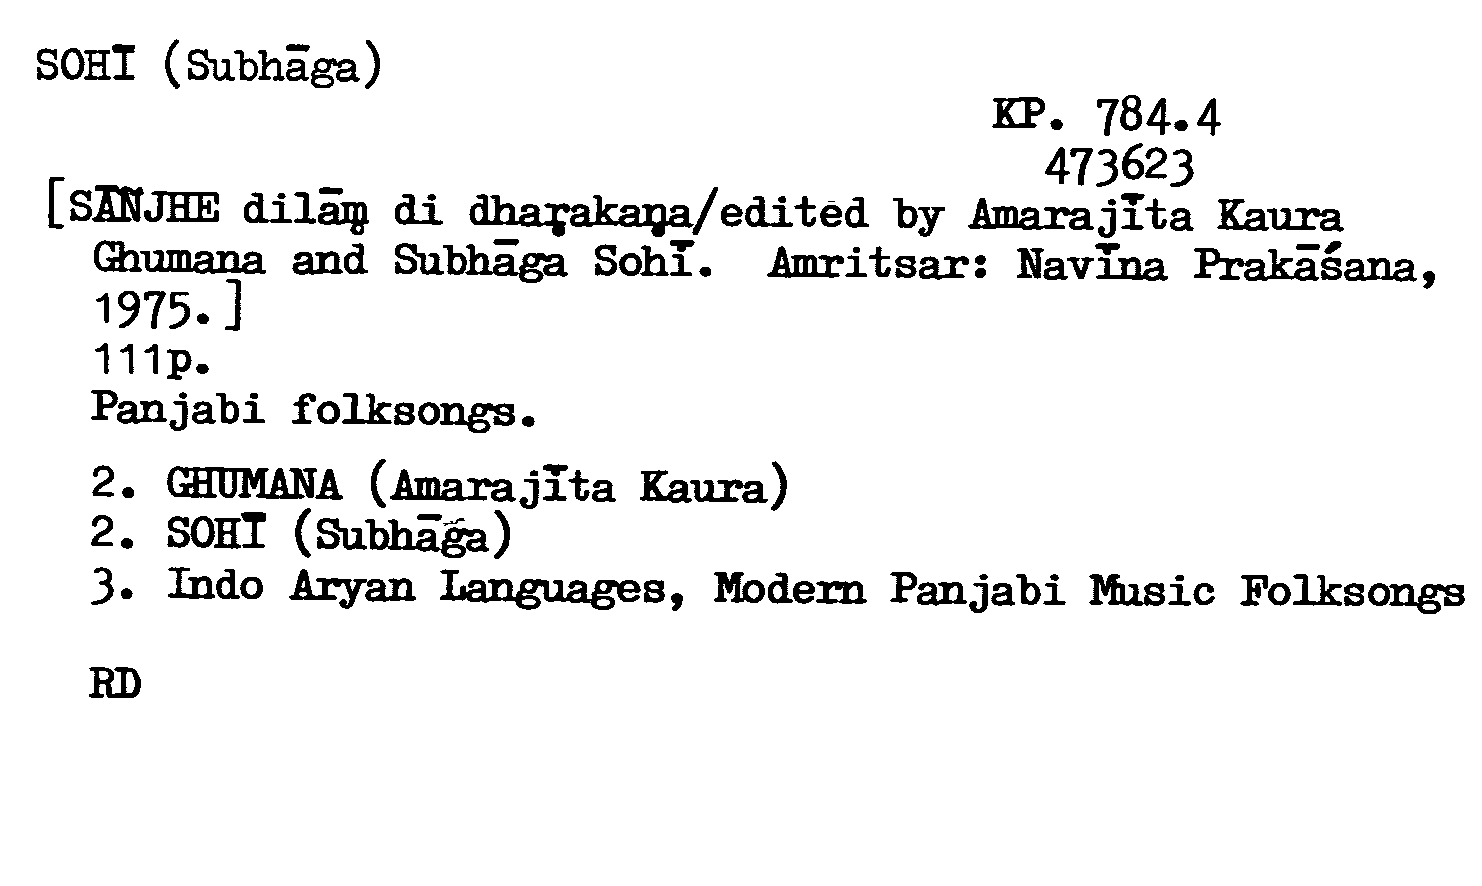 SOHĪ (Subhāga)
KP. 784.4
473623
[SĀÑJHE dilāṃ di dhaṛakaṇa/edited by Amarajīta Kaura
Ghumana and Subhāga Sohī. Amritsar: Navīna Prakāśana,
1975.]
111p.
Panjabi folksongs.
2. GHUMANA (Amarajīta Kaura)
2. SOHĪ (Subhāga)
3. Indo Aryan Languages, Modern Panjabi Music Folksongs
RD